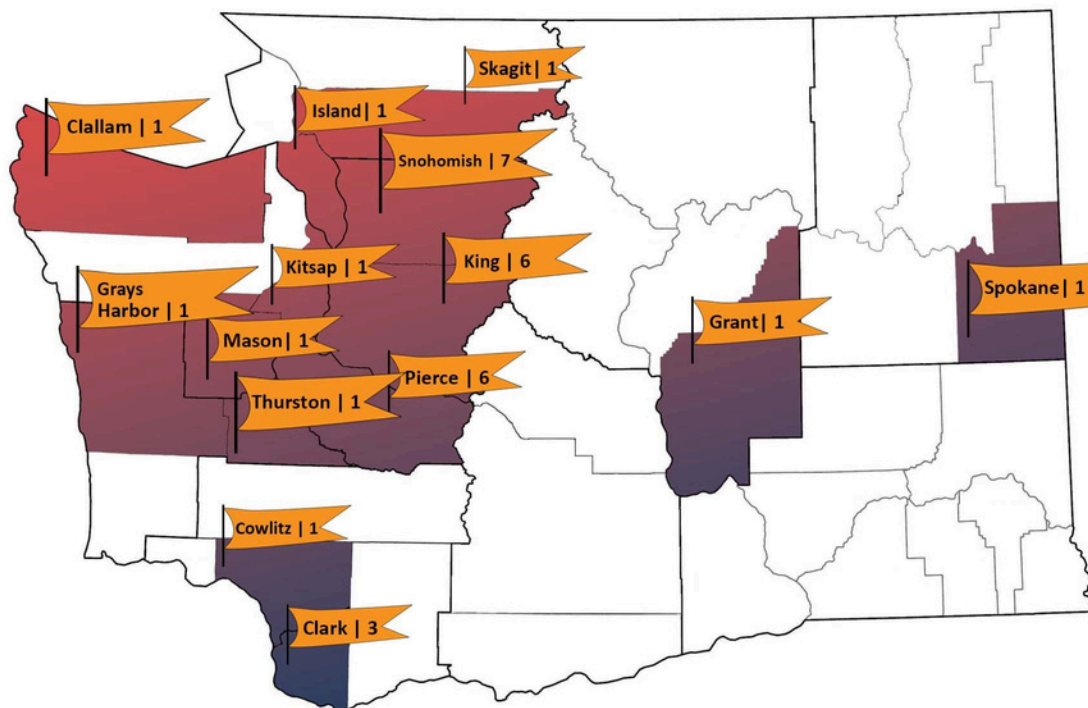 Skagit| 1
Island| 1
Clallam | 1
Snohomish | 7
Kitsap | 1
King | 6
Grays
Harbor | 1
Spokane| 1
Grant| 1
Mason| 1
Pierce | 6
Thurston | 1
Cowlitz | 1
Clark | 3